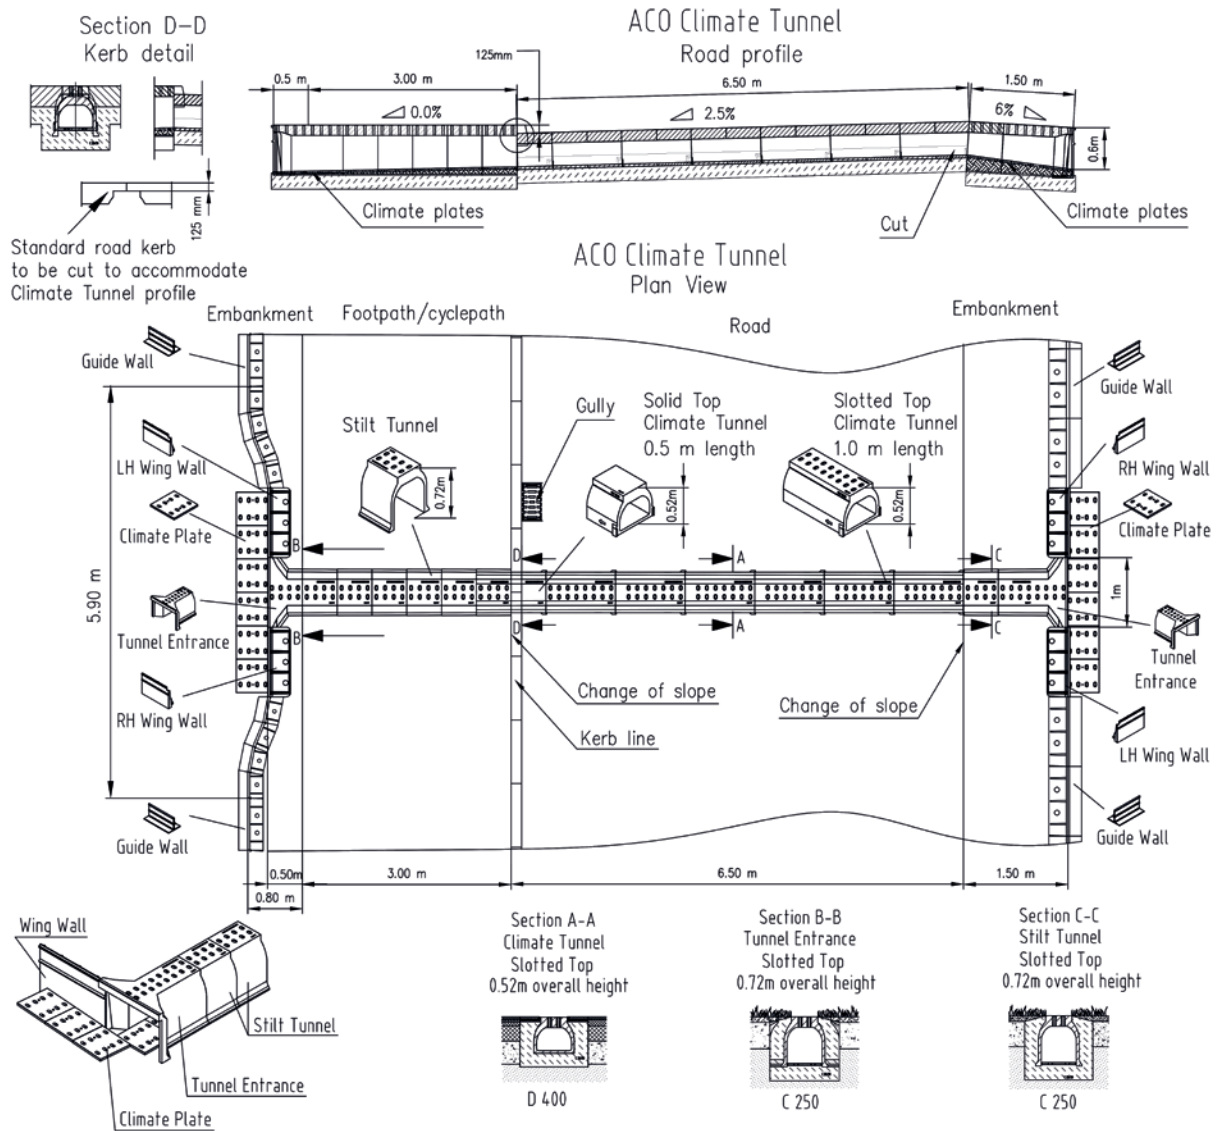 Section D-D
Kerb detail
125 mm
Standard road kerb
to be cut to accommodate
Climate Tunnel profile
ACO Climate Tunnel
Road profile
125mm
0.5 m
3.00 m
6.50 m
1.50 m
0.0%
2.5%
6%
0.6m
Climate plates
Cut
Climate plates
ACO Climate Tunnel
Plan View
Embankment
Footpath/cyclepath
Road
Embankment
Guide Wall
LH Wing Wall
Climate Plate
5.90 m
Tunnel Entrance
RH Wing Wall
Guide Wall
Stilt Tunnel
0.72m
Gully
Solid Top
Climate Tunnel
0.5 m length
0.52m
Slotted Top
Climate Tunnel
1.0 m length
0.52m
Guide Wall
RH Wing Wall
Climate Plate
1m
Tunnel
Entrance
LH Wing Wall
Guide Wall
B
D
A
C
B
D
A
C
Change of slope
Kerb line
Change of slope
0.50m
0.80 m
3.00 m
6.50 m
1.50 m
Wing Wall
Stilt Tunnel
Tunnel Entrance
Climate Plate
Section A-A
Climate Tunnel
Slotted Top
0.52m overall height
D 400
Section B-B
Tunnel Entrance
Slotted Top
0.72m overall height
C 250
Section C-C
Stilt Tunnel
Slotted Top
0.72m overall height
C 250